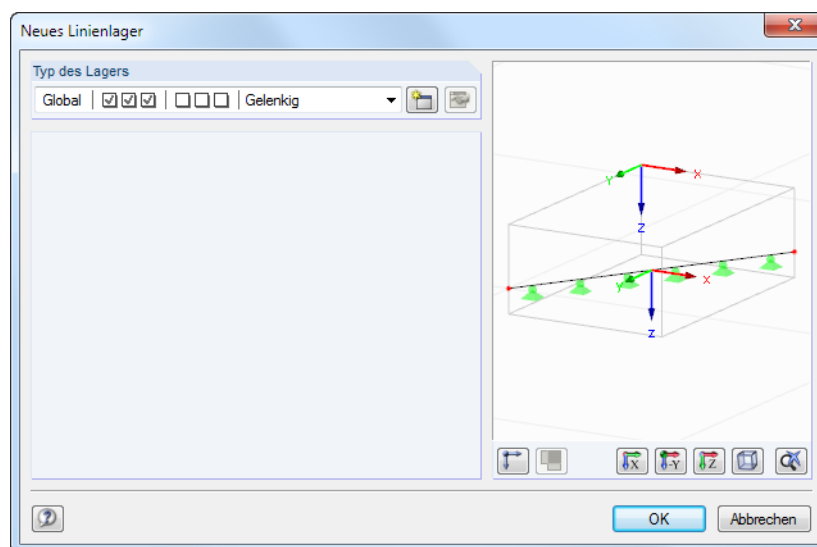 Neues Linienlager
Typ des Lagers
Global Gelenkig
X
Y
Z
X
Y
Z
X -Y Z
OK Abbrechen